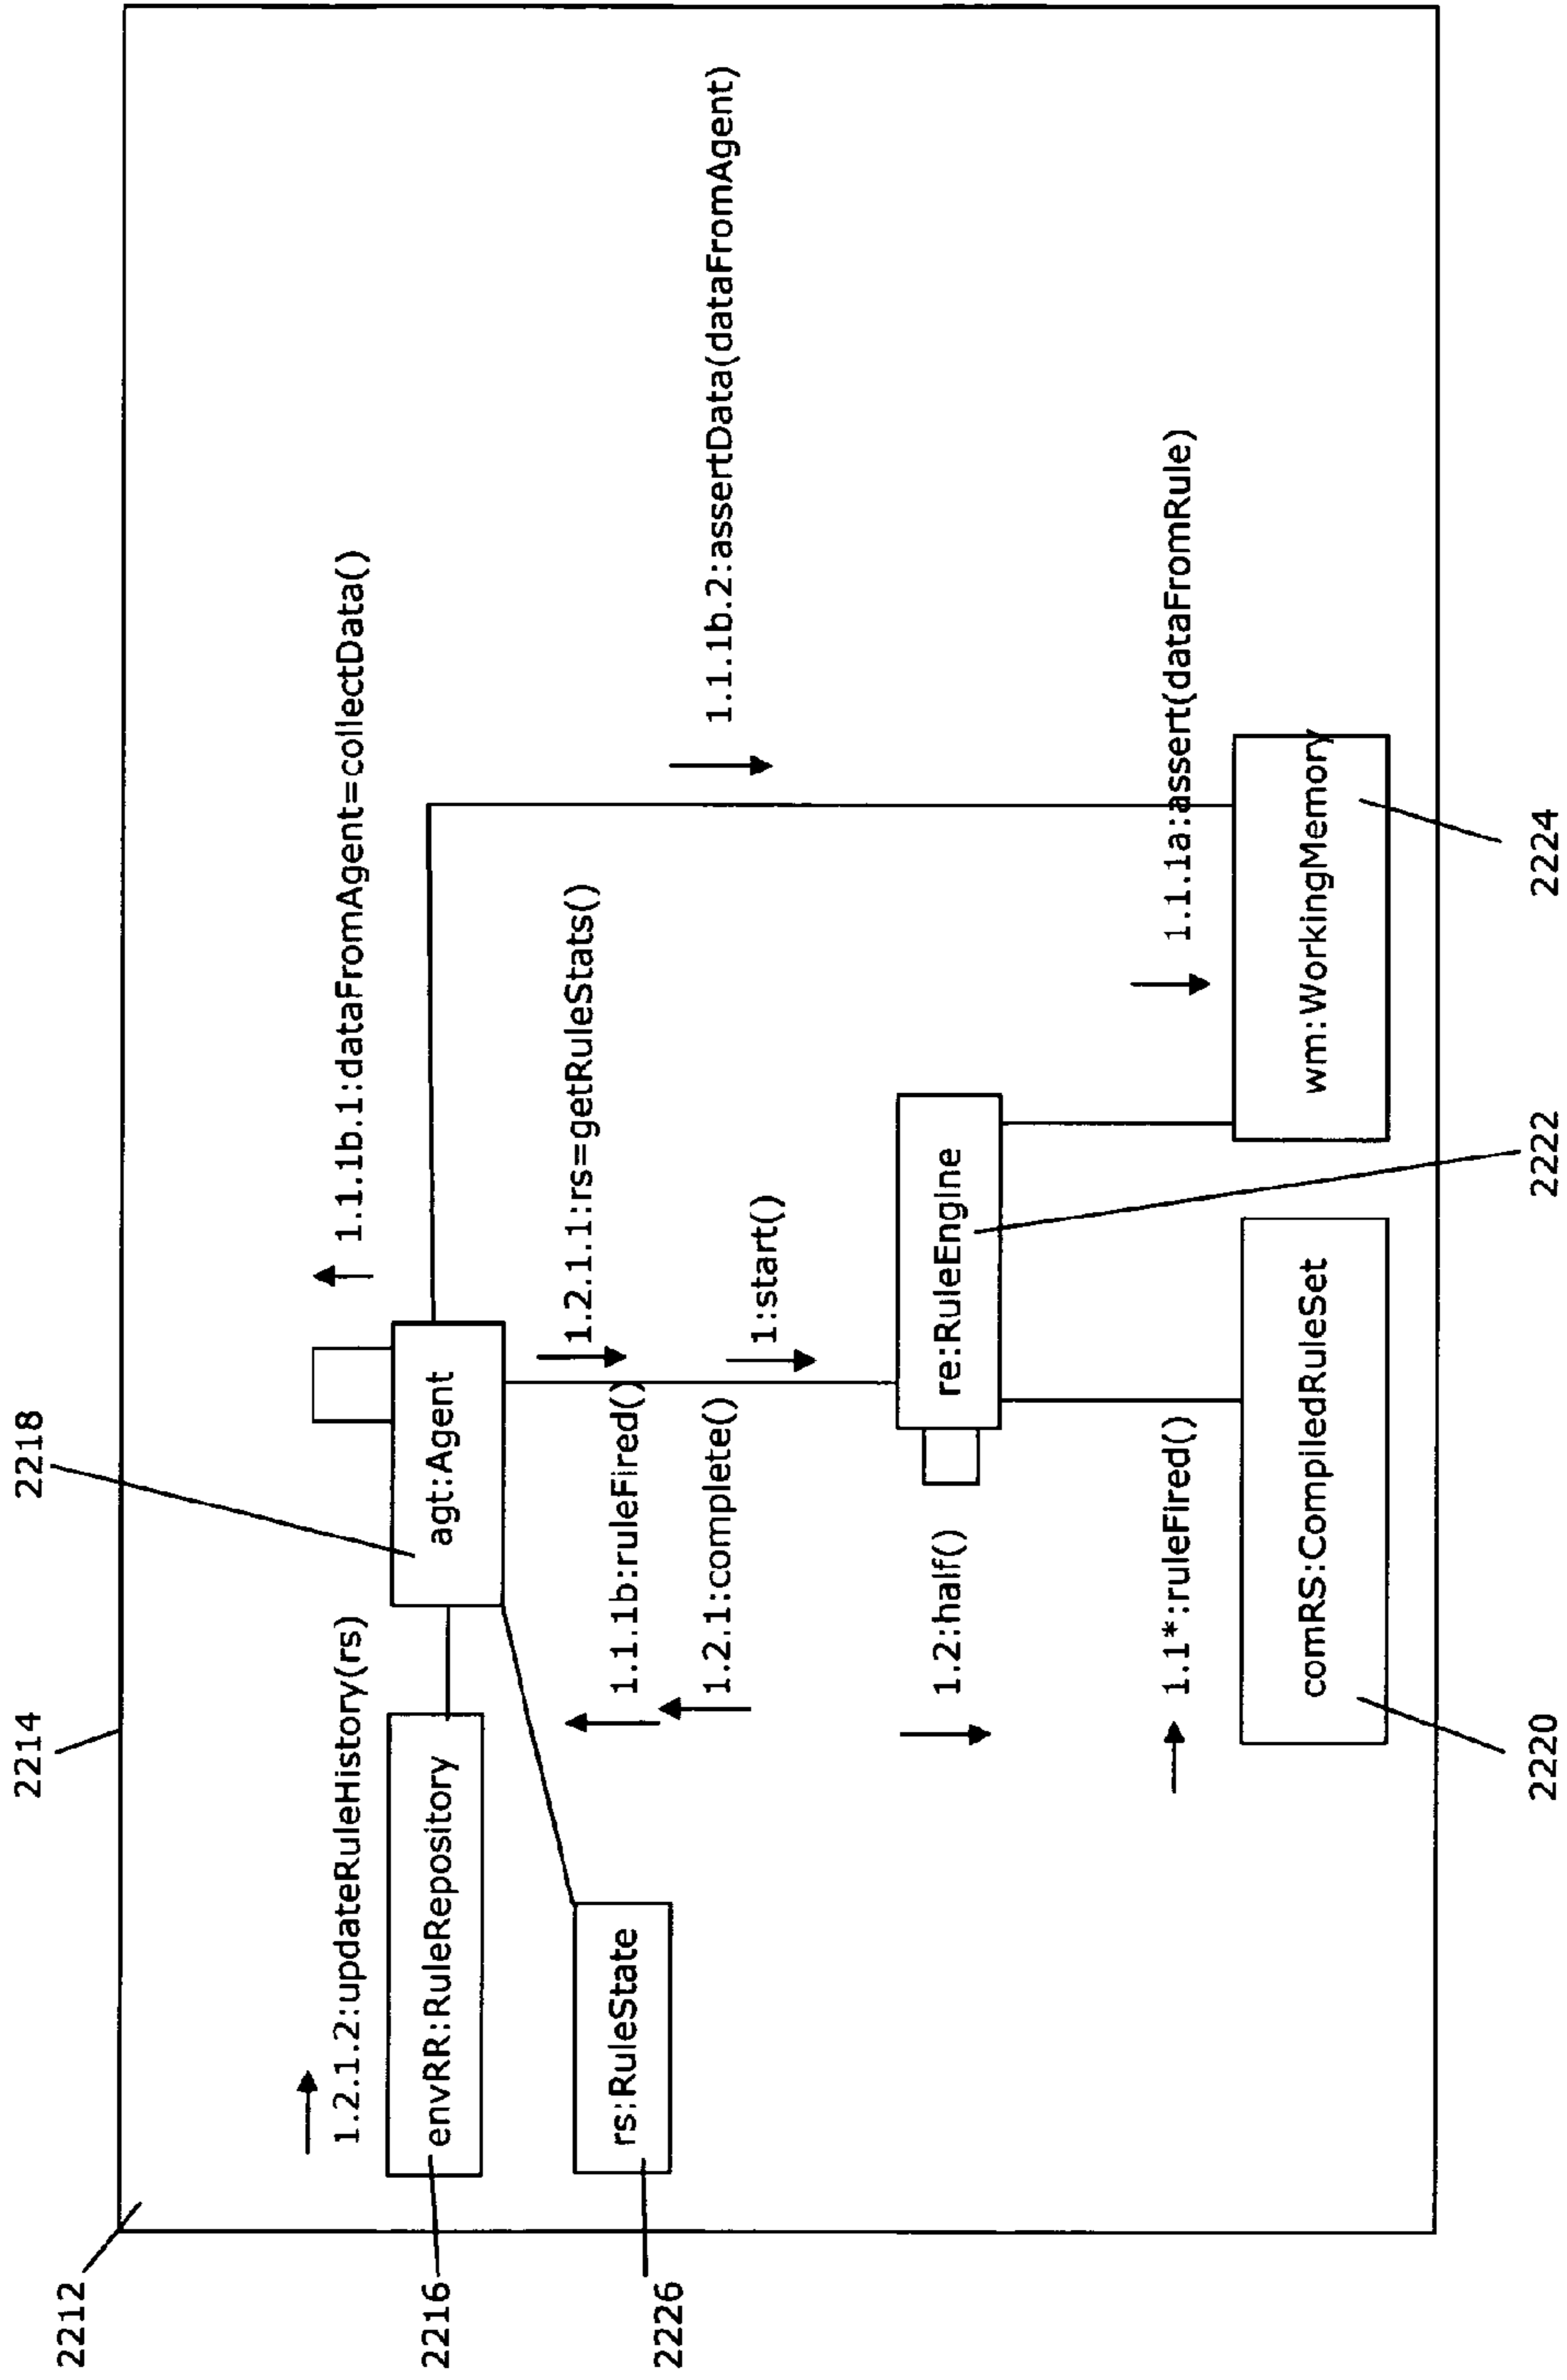 2212
2214
2218
1.2.1.2:updateRuleHistory(rs)
1.1.1b.1:dataFromAgent=collectData()
2216
envRR:RuleRepository
agt:Agent
2226
rs:RuleState
1.1.1b:ruleFired()
1.2.1:complete()
1.2.1.1:rs=getRuleStats()
1:start()
1.1.1b.2:assertData(dataFromAgent)
1.2:half()
re:RuleEngine
1.1*:ruleFired()
1.1.1a:assert(dataFromRule)
comRS:CompiledRuleSet
wm:WorkingMemory
2220
2222
2224